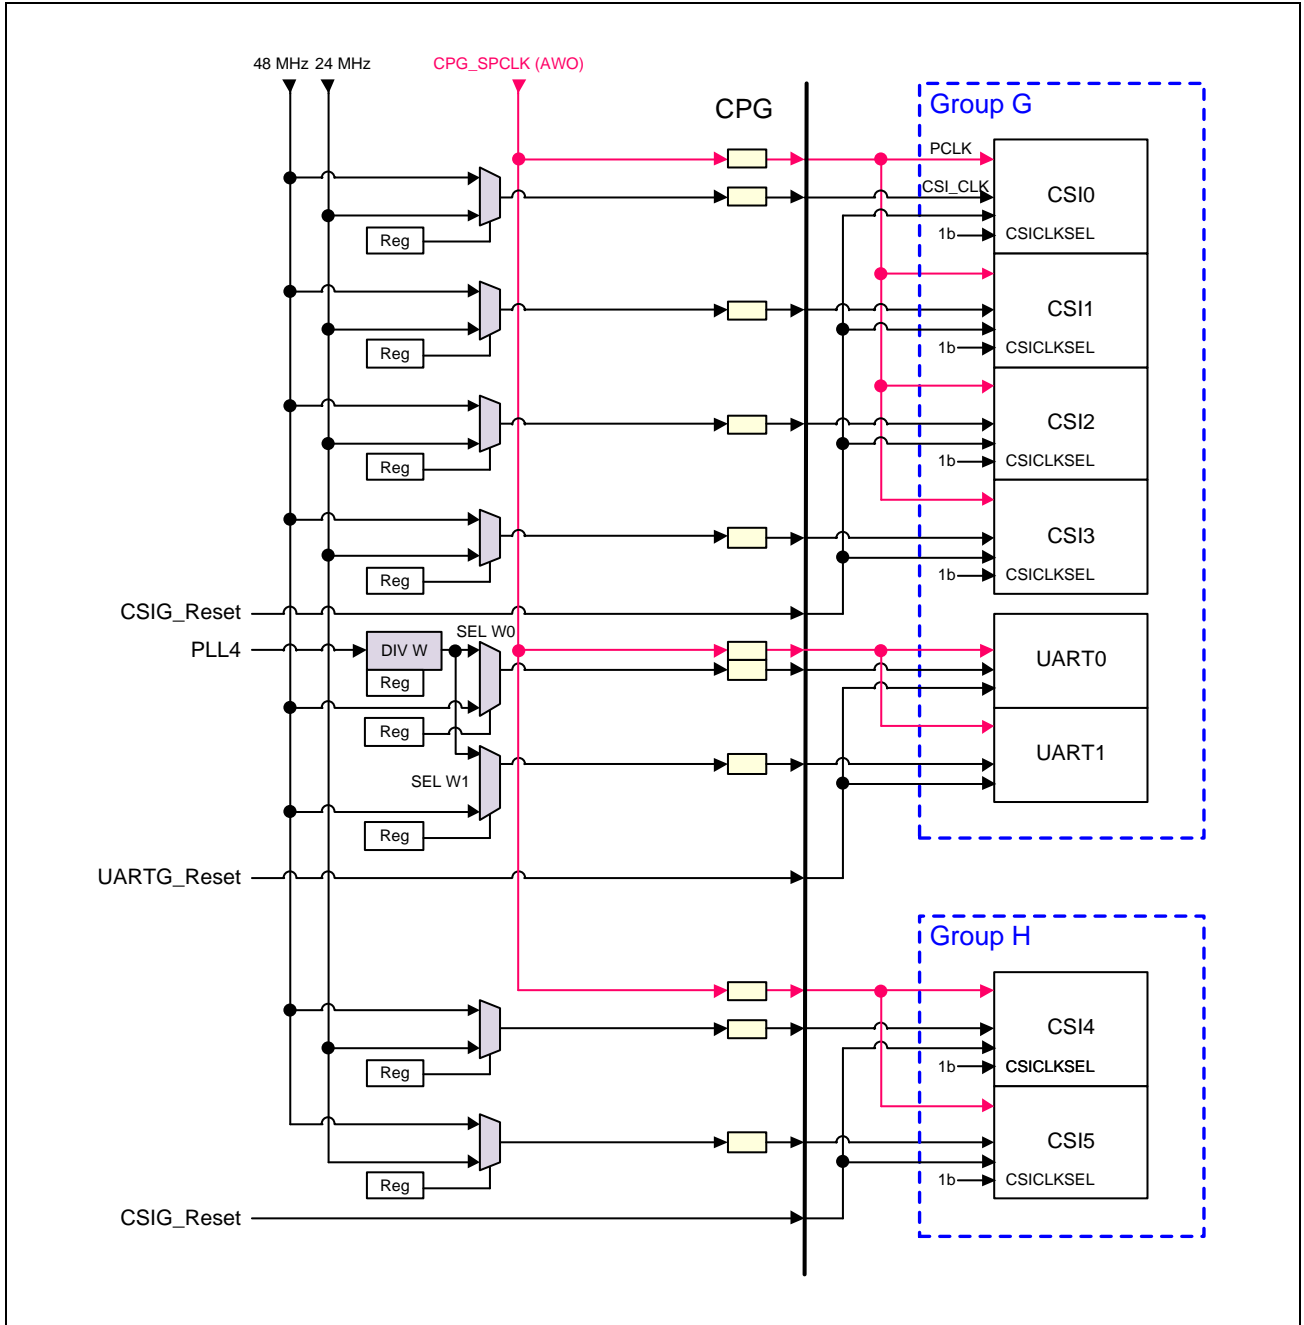 48 MHz 24 MHz CPG_SPCLK (AWO)
CPG
Group G
PCLK
CSI_CLK
CSI0
Reg
1b CSICLKSEL
CSI1
Reg
1b CSICLKSEL
CSI2
Reg
1b CSICLKSEL
CSI3
Reg
1b CSICLKSEL
CSIG_Reset
SEL W0
PLL4
DIV W
Reg
UART0
Reg
UART1
SEL W1
Reg
UARTG_Reset
Group H
CSI4
Reg
1b CSICLKSEL
CSI5
Reg
1b CSICLKSEL
CSIG_Reset